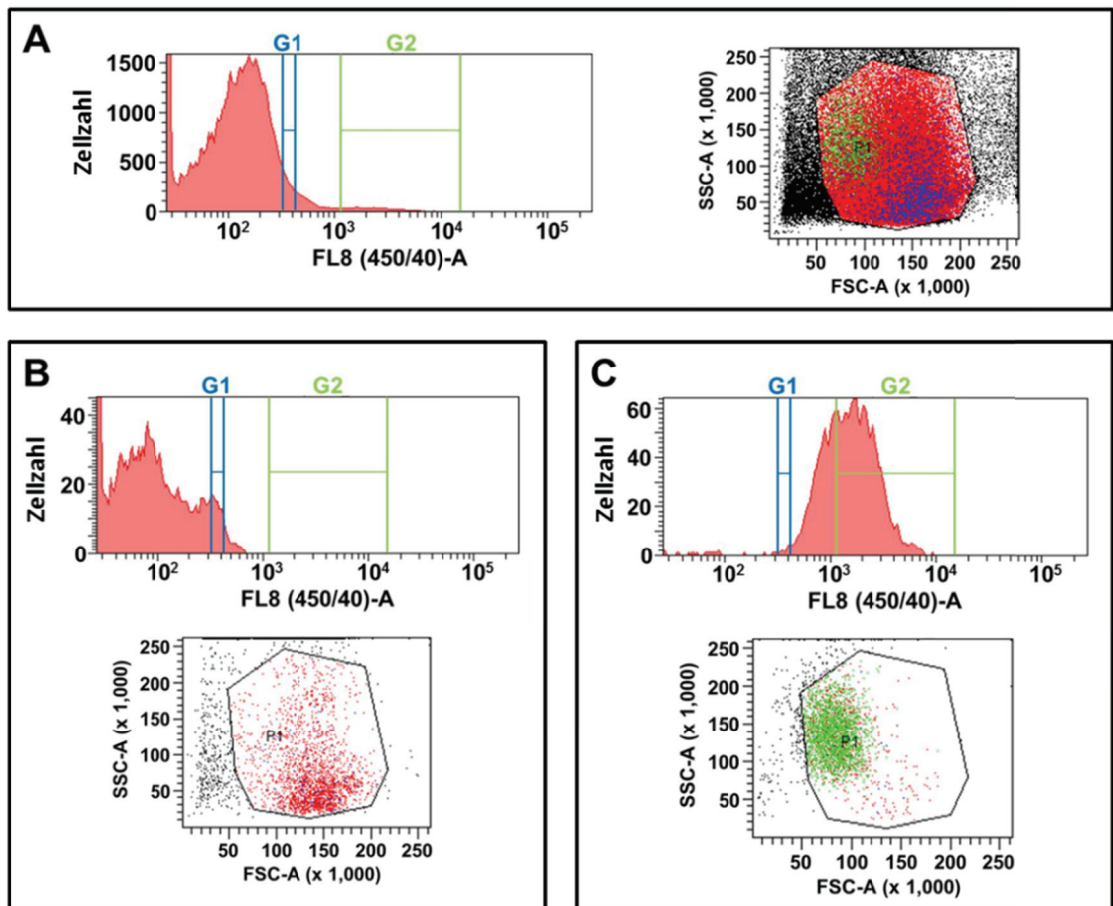 A
G1 G2
1500
1000
500
0
Zellzahl
10² 10³ 10⁴ 10⁵
FL8 (450/40)-A
250
200
150
100
50
SSC-A (x 1,000)
P1
50 100 150 200 250
FSC-A (x 1,000)
B
G1 G2
40
20
0
Zellzahl
10² 10³ 10⁴ 10⁵
FL8 (450/40)-A
250
200
150
100
50
SSC-A (x 1,000)
P1
50 100 150 200 250
FSC-A (x 1,000)
C
G1 G2
60
40
20
0
Zellzahl
10² 10³ 10⁴ 10⁵
FL8 (450/40)-A
250
200
150
100
50
SSC-A (x 1,000)
P1
50 100 150 200 250
FSC-A (x 1,000)